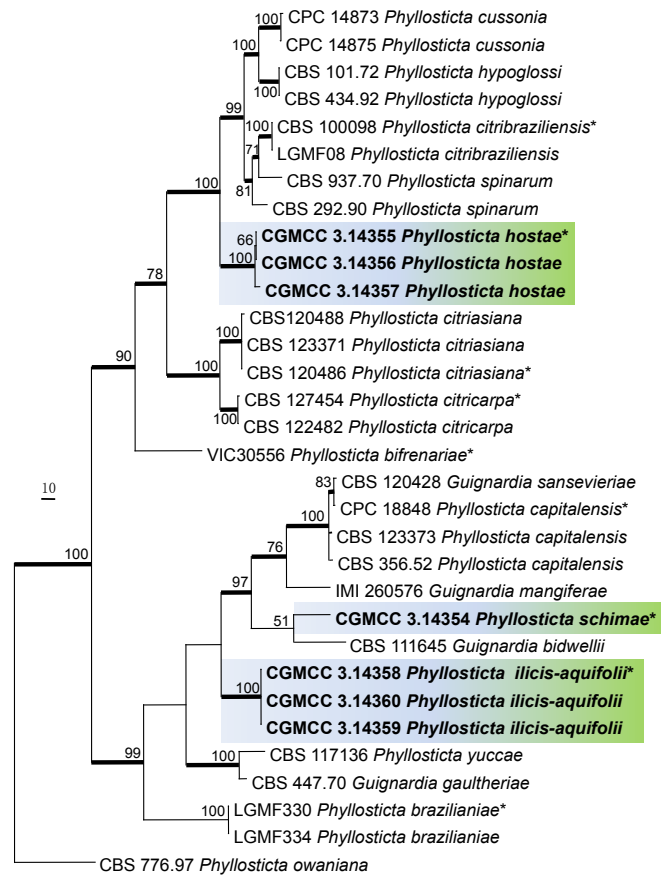 100 CPC 14873 Phyllosticta cussonia
100 CPC 14875 Phyllosticta cussonia
CBS 101.72 Phyllosticta hypoglossi
100 CBS 434.92 Phyllosticta hypoglossi
99
100 CBS 100098 Phyllosticta citribraziliensis*
71 LGMF08 Phyllosticta citribraziliensis
100 CBS 937.70 Phyllosticta spinarum
81 CBS 292.90 Phyllosticta spinarum
66 CGMCC 3.14355 Phyllosticta hostae*
100 CGMCC 3.14356 Phyllosticta hostae
78 CGMCC 3.14357 Phyllosticta hostae
CBS120488 Phyllosticta citriasiana
100 CBS 123371 Phyllosticta citriasiana
90 100 CBS 120486 Phyllosticta citriasiana*
CBS 127454 Phyllosticta citricarpa*
100 CBS 122482 Phyllosticta citricarpa
VIC30556 Phyllosticta bifrenariae*
83 CBS 120428 Guignardia sansevieriae
10 CPC 18848 Phyllosticta capitalensis*
100 CBS 123373 Phyllosticta capitalensis
76 CBS 356.52 Phyllosticta capitalensis
100 97 IMI 260576 Guignardia mangiferae
51 CGMCC 3.14354 Phyllosticta schimae*
CBS 111645 Guignardia bidwellii
CGMCC 3.14358 Phyllosticta ilicis-aquifolii*
100 CGMCC 3.14360 Phyllosticta ilicis-aquifolii
CGMCC 3.14359 Phyllosticta ilicis-aquifolii
99 100 CBS 117136 Phyllosticta yuccae
CBS 447.70 Guignardia gaultheriae
100 LGMF330 Phyllosticta brazilianiae*
LGMF334 Phyllosticta brazilianiae
CBS 776.97 Phyllosticta owaniana